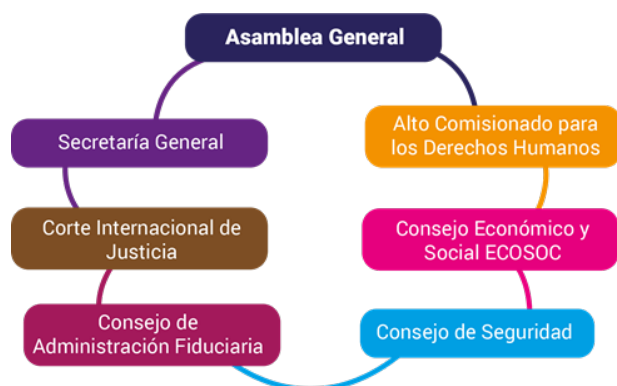 Asamblea General
Secretaría General
Alto Comisionado para
los Derechos Humanos
Corte Internacional de
Justicia
Consejo Económico y
Social ECOSOC
Consejo de
Administración Fiduciaria
Consejo de Seguridad